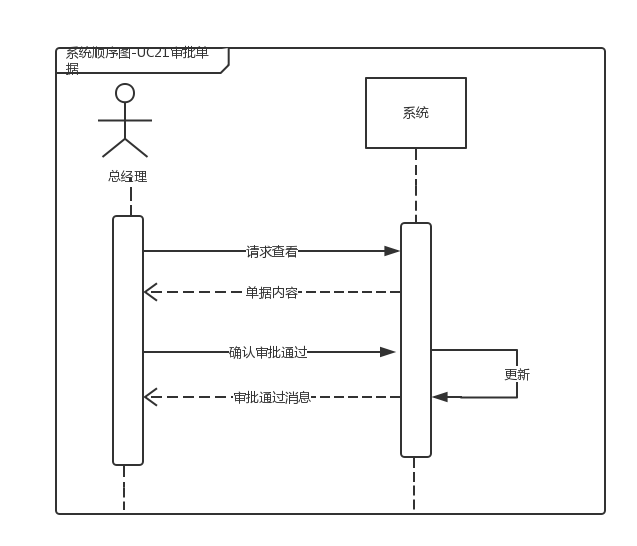 系统顺序图-UC21审批单
据
总经理
系统
请求查看
单据内容
确认审批通过
更新
审批通过消息